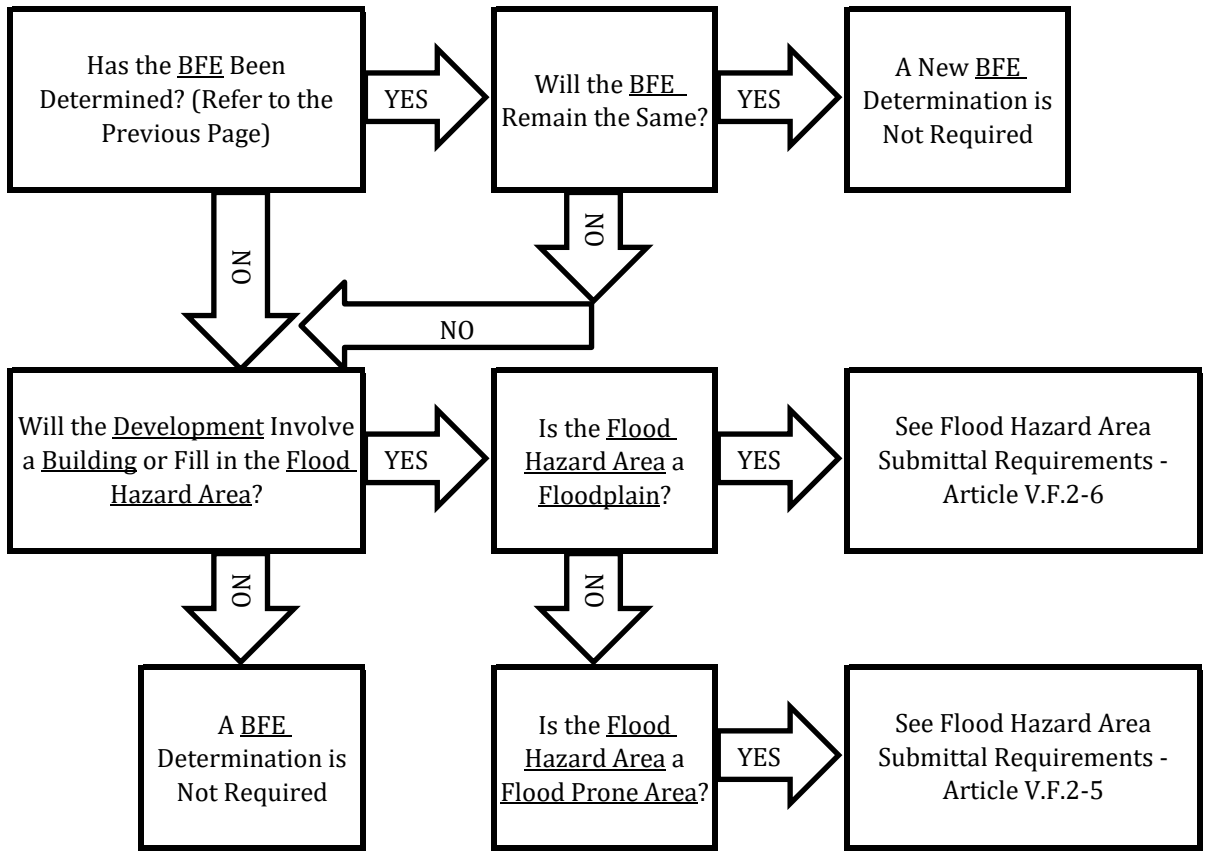 Has the BFE Been
Determined? (Refer to the
Previous Page)
YES
Will the BFE
Remain the Same?
YES
A New BFE
Determination is
Not Required
NO
NO
NO
Will the Development Involve
a Building or Fill in the Flood
Hazard Area?
YES
Is the Flood
Hazard Area a
Floodplain?
YES
See Flood Hazard Area
Submittal Requirements -
Article V.F.2-6
NO
NO
A BFE
Determination is
Not Required
Is the Flood
Hazard Area a
Flood Prone Area?
YES
See Flood Hazard Area
Submittal Requirements -
Article V.F.2-5